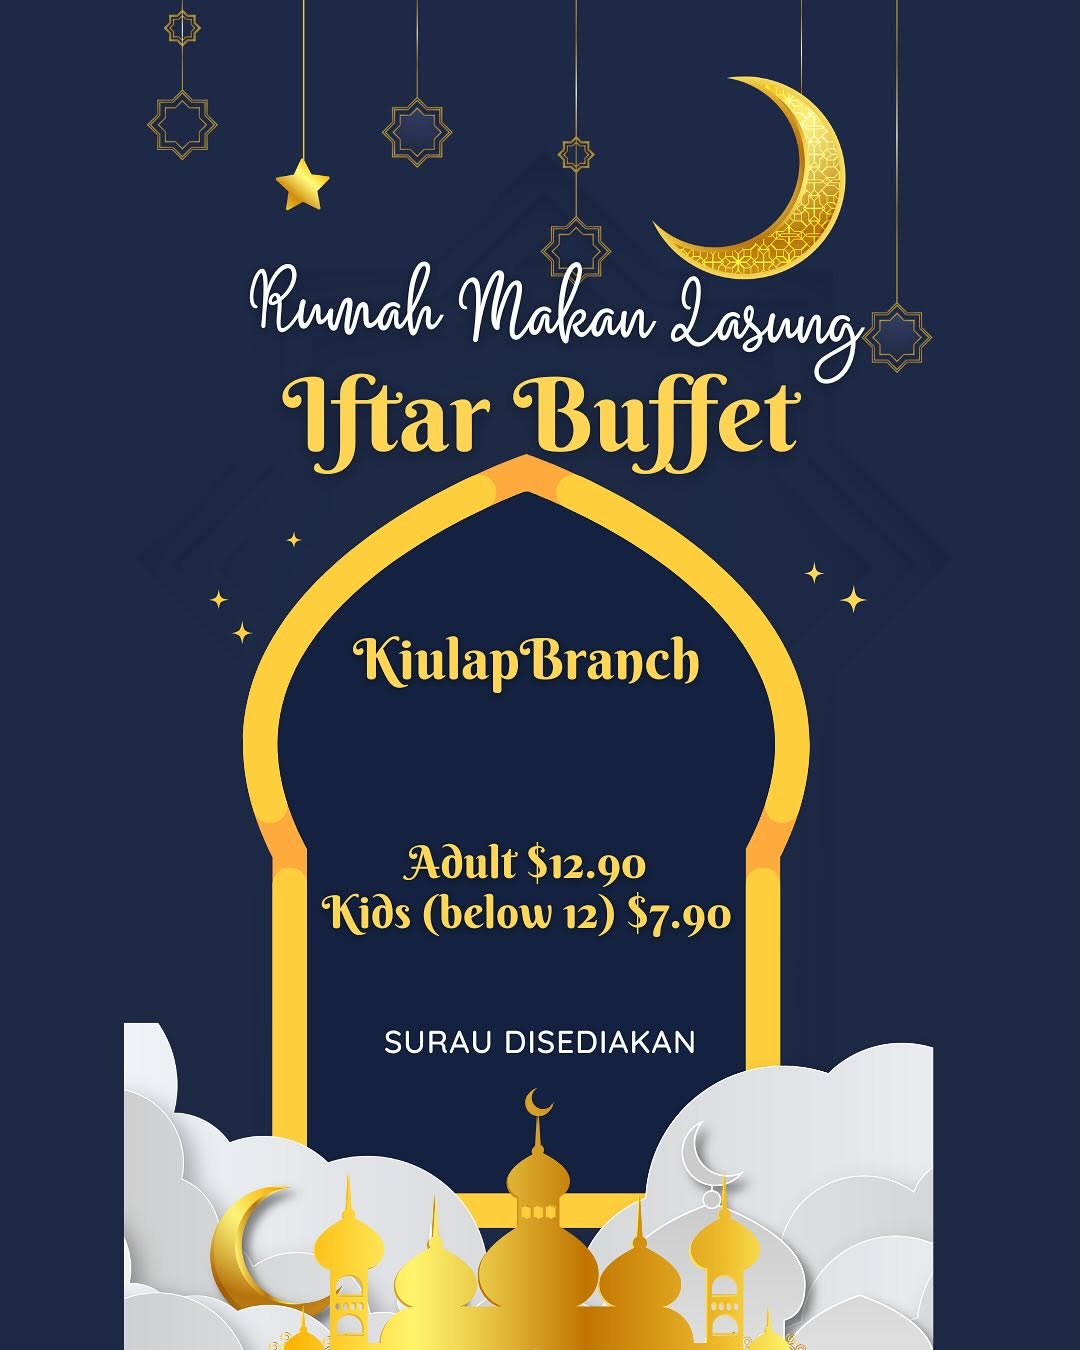 Rumah Makan Lasung
Iftar Buffet
KiulapBranch
Adult $12.90
Kids (below 12) $7.90
SURAU DISEDIAKAN